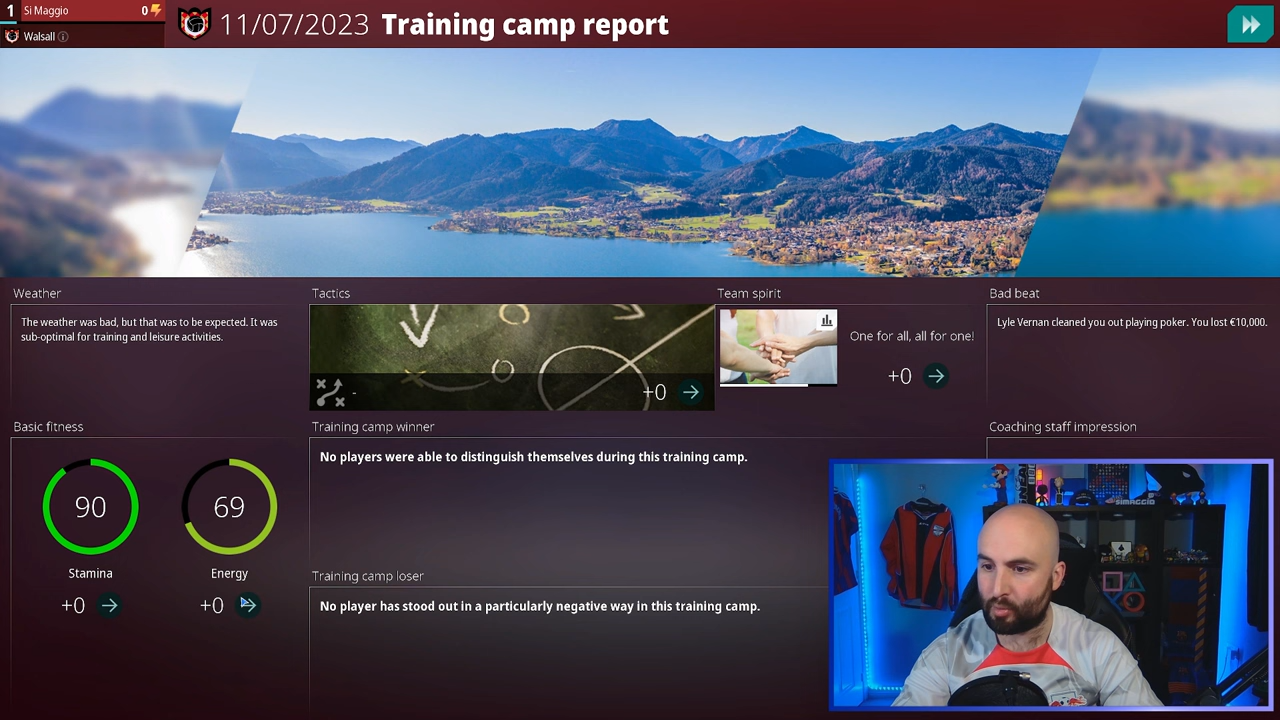 1 Si Maggio 0
Walsall
11/07/2023 Training camp report
Weather
The weather was bad, but that was to be expected. It was
sub-optimal for training and leisure activities.
Tactics
-
+0
Team spirit
One for all, all for one!
+0
Bad beat
Lyle Vernan cleaned you out playing poker. You lost €10,000.
Basic fitness
90
69
Stamina
Energy
+0
+0
Training camp winner
No players were able to distinguish themselves during this training camp.
Training camp loser
No player has stood out in a particularly negative way in this training camp.
Coaching staff impression
SIMAGGIO